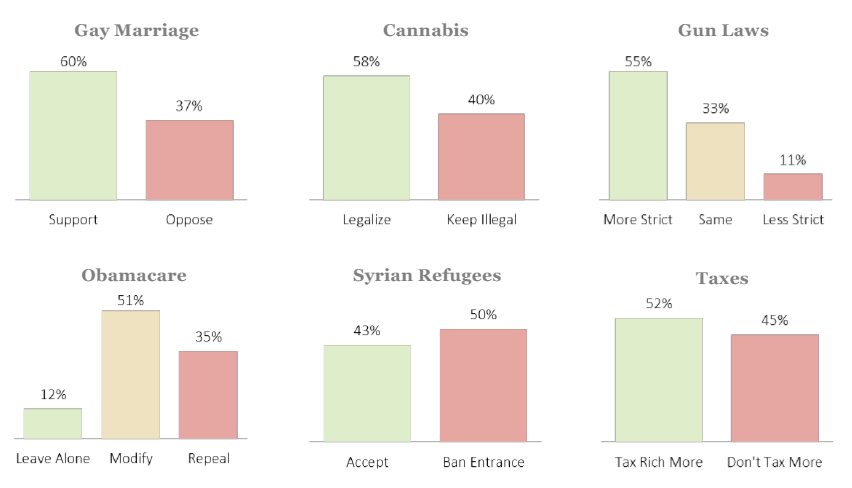 Gay Marriage
60%
37%
Support Oppose
Cannabis
58%
40%
Legalize Keep Illegal
Gun Laws
55%
33%
11%
More Strict Same Less Strict
Obamacare
51%
35%
12%
Leave Alone Modify Repeal
Syrian Refugees
50%
43%
Accept Ban Entrance
Taxes
52%
45%
Tax Rich More Don't Tax More